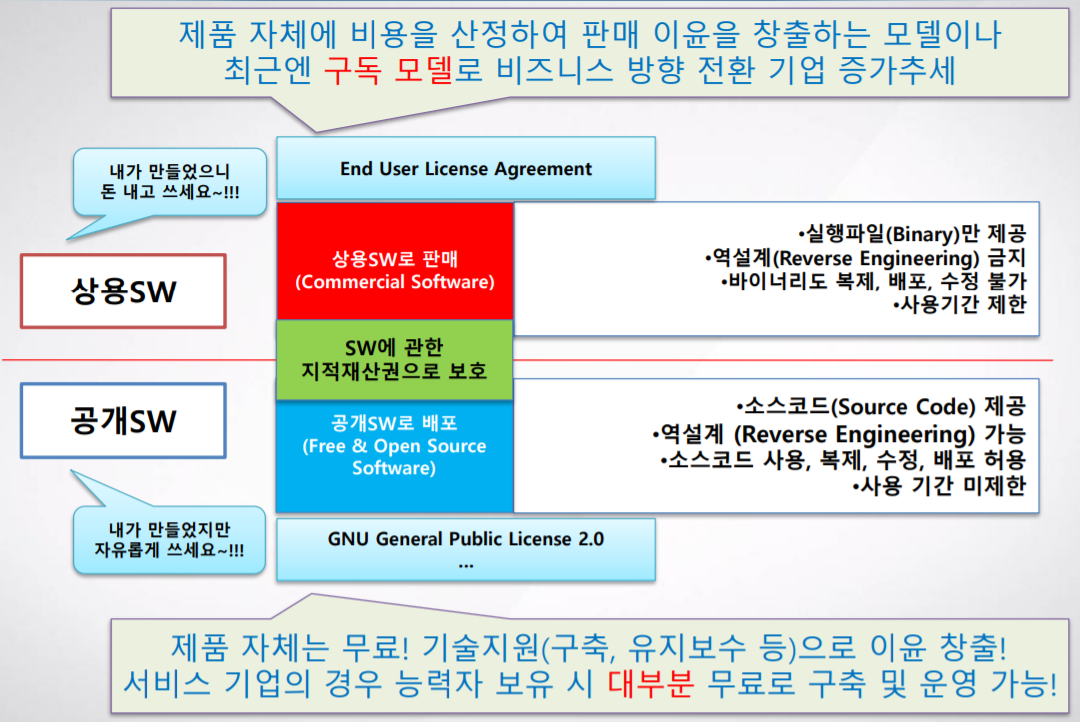 제품 자체에 비용을 산정하여 판매 이윤을 창출하는 모델이나
최근엔 구독 모델로 비즈니스 방향 전환 기업 증가추세
내가 만들었으니
돈 내고 쓰세요~!!!
End User License Agreement
상용SW
상용SW로 판매
(Commercial Software)
•실행파일(Binary)만 제공
•역설계(Reverse Engineering) 금지
•바이너리도 복제, 배포, 수정 불가
•사용기간 제한
SW에 관한
지적재산권으로 보호
공개SW
공개SW로 배포
(Free & Open Source
Software)
•소스코드(Source Code) 제공
•역설계 (Reverse Engineering) 가능
•소스코드 사용, 복제, 수정, 배포 허용
•사용 기간 미제한
내가 만들었지만
자유롭게 쓰세요~!!!
GNU General Public License 2.0
...
제품 자체는 무료! 기술지원(구축, 유지보수 등)으로 이윤 창출!
서비스 기업의 경우 능력자 보유 시 대부분 무료로 구축 및 운영 가능!